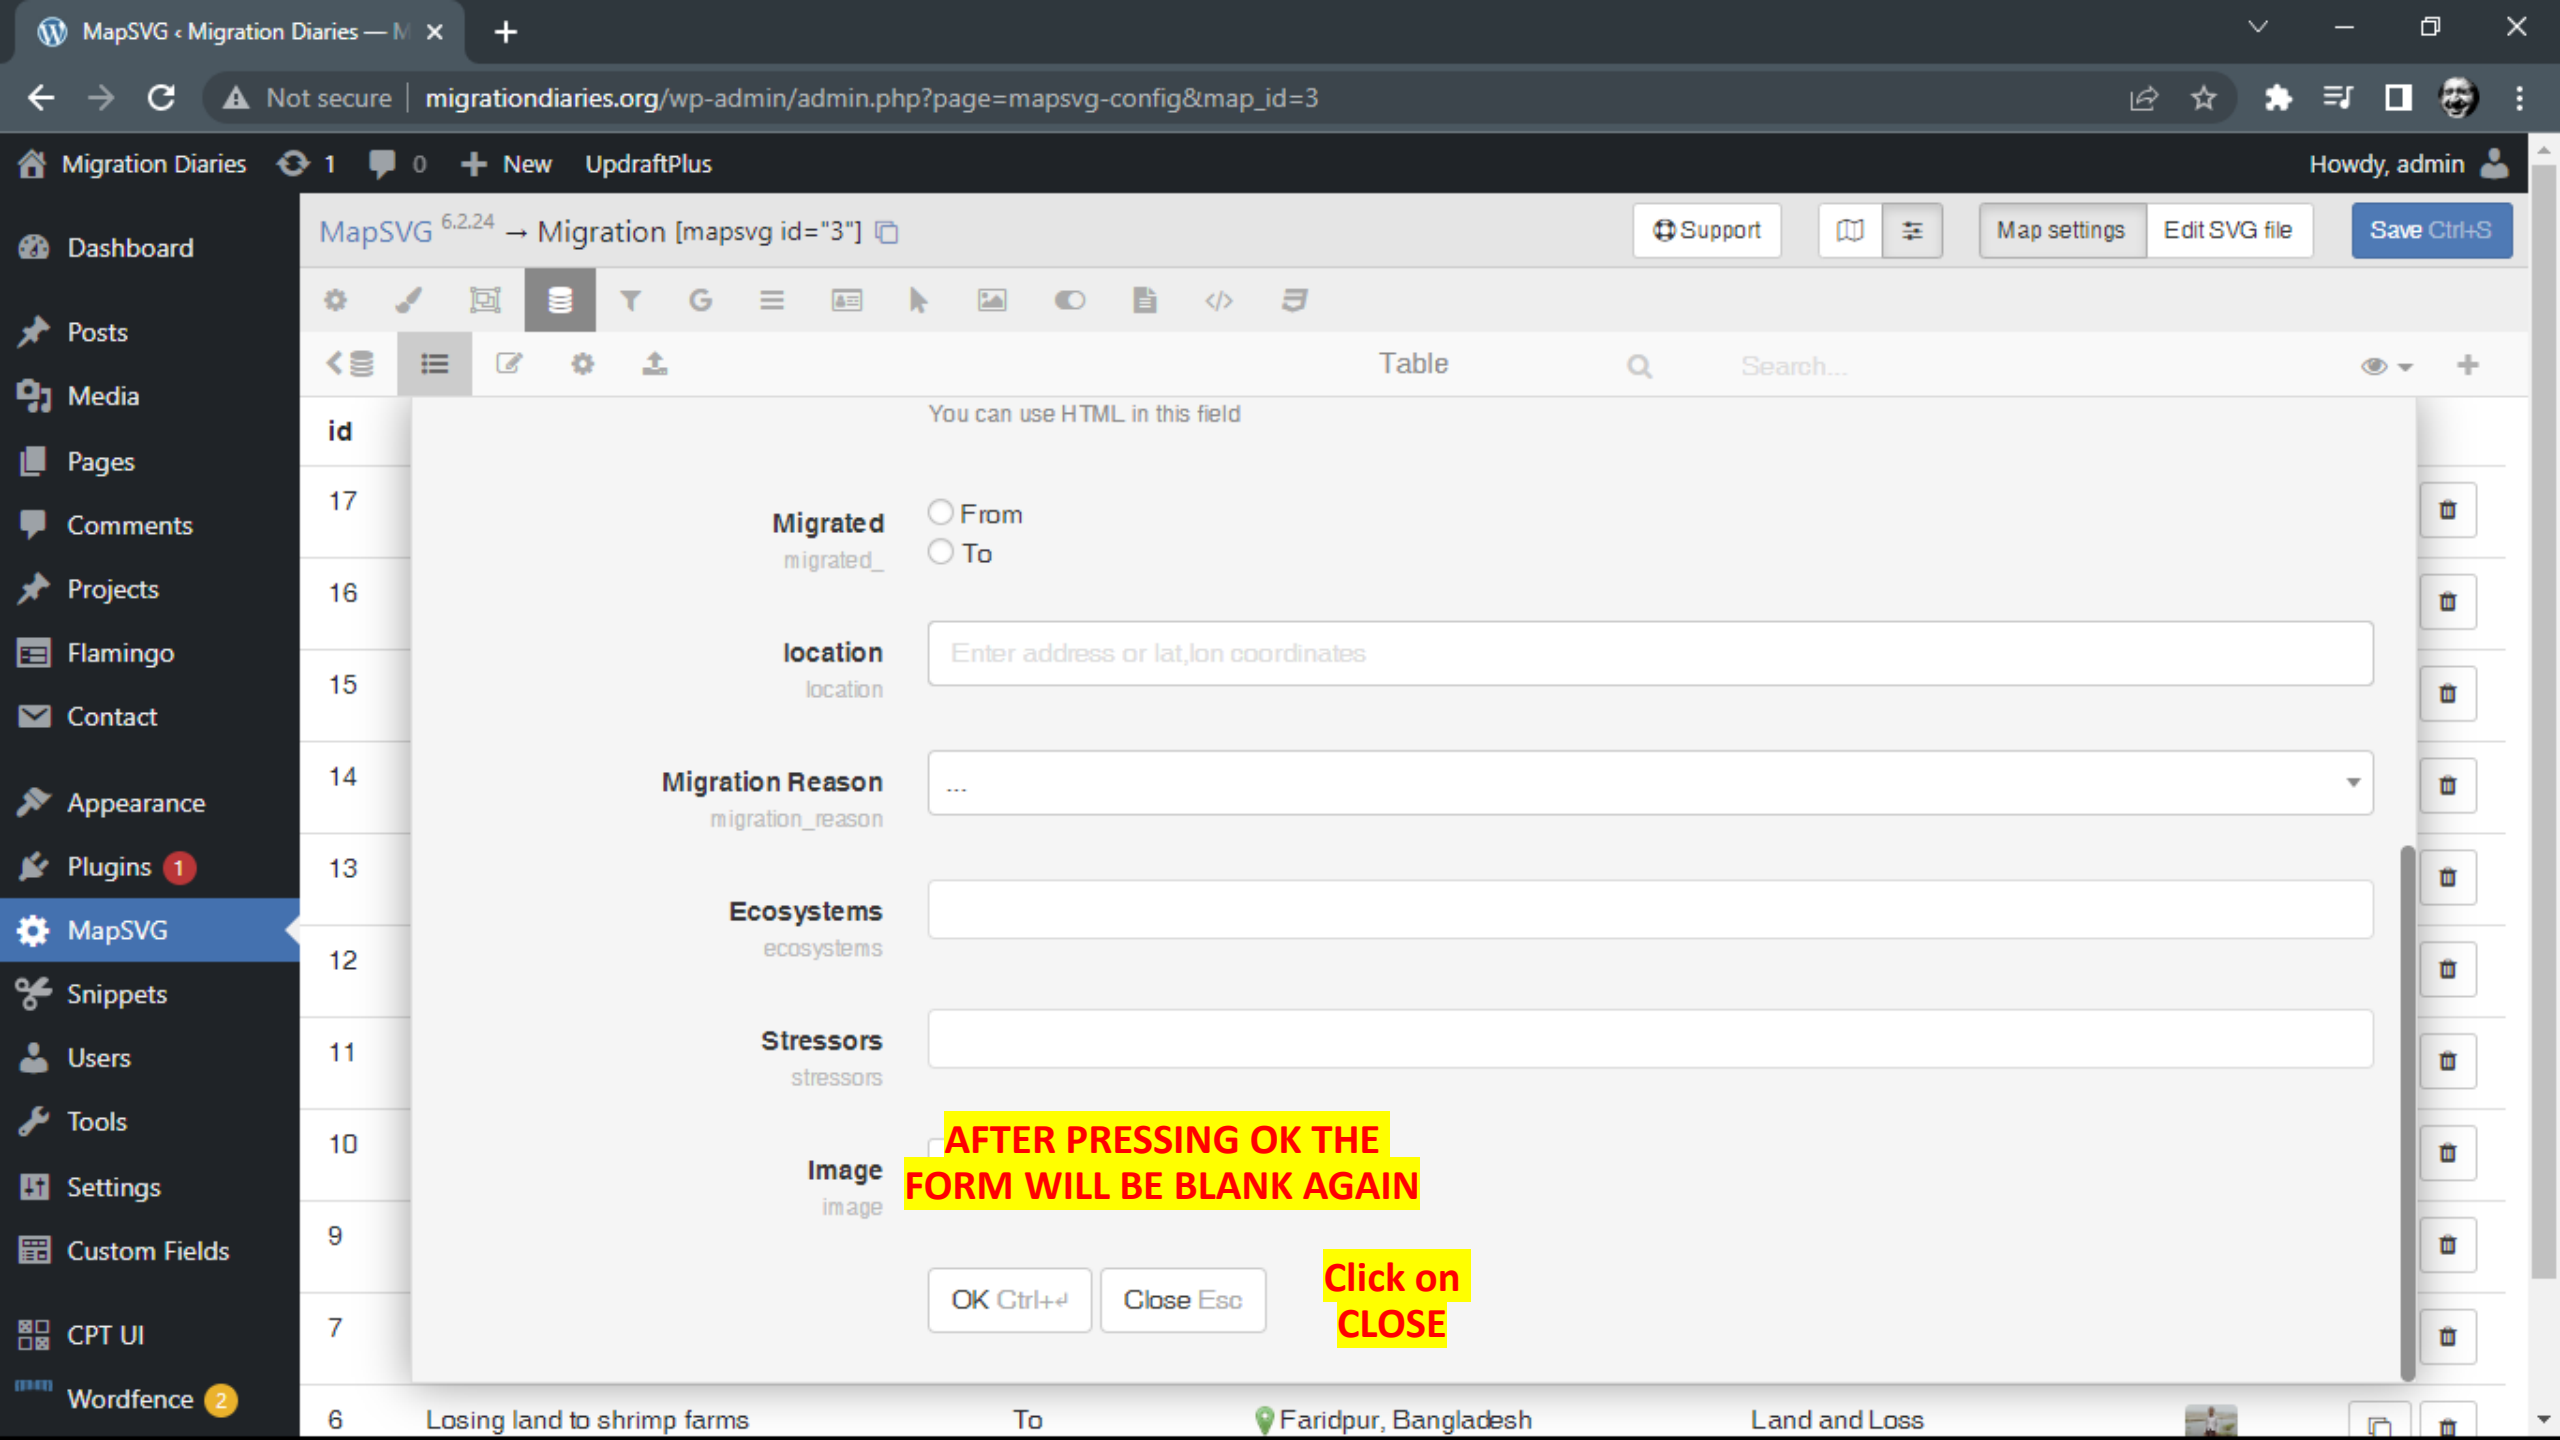 MapSVG ‹ Migration Diaries — M
Not secure | migrationdiaries.org/wp-admin/admin.php?page=mapsvg-config&map_id=3
Migration Diaries 1 0 New UpdraftPlus Howdy, admin
MapSVG 6.2.24 → Migration [mapsvg id="3"] Support Map settings Edit SVG file Save Ctrl+S
Dashboard
Posts
Media
Pages
Comments
Projects
Flamingo
Contact
Appearance
Plugins 1
MapSVG
Snippets
Users
Tools
Settings
Custom Fields
CPT UI
Wordfence 2
Table Search...
id
17
16
15
14
13
12
11
10
9
7
You can use HTML in this field
Migrated
migrated_
From
To
location
location
Enter address or lat,lon coordinates
Migration Reason
migration_reason
...
Ecosystems
ecosystems
Stressors
stressors
Image
image
AFTER PRESSING OK THE
FORM WILL BE BLANK AGAIN
OK Ctrl+↵ Close Esc
Click on
CLOSE
6 Losing land to shrimp farms To Faridpur, Bangladesh Land and Loss